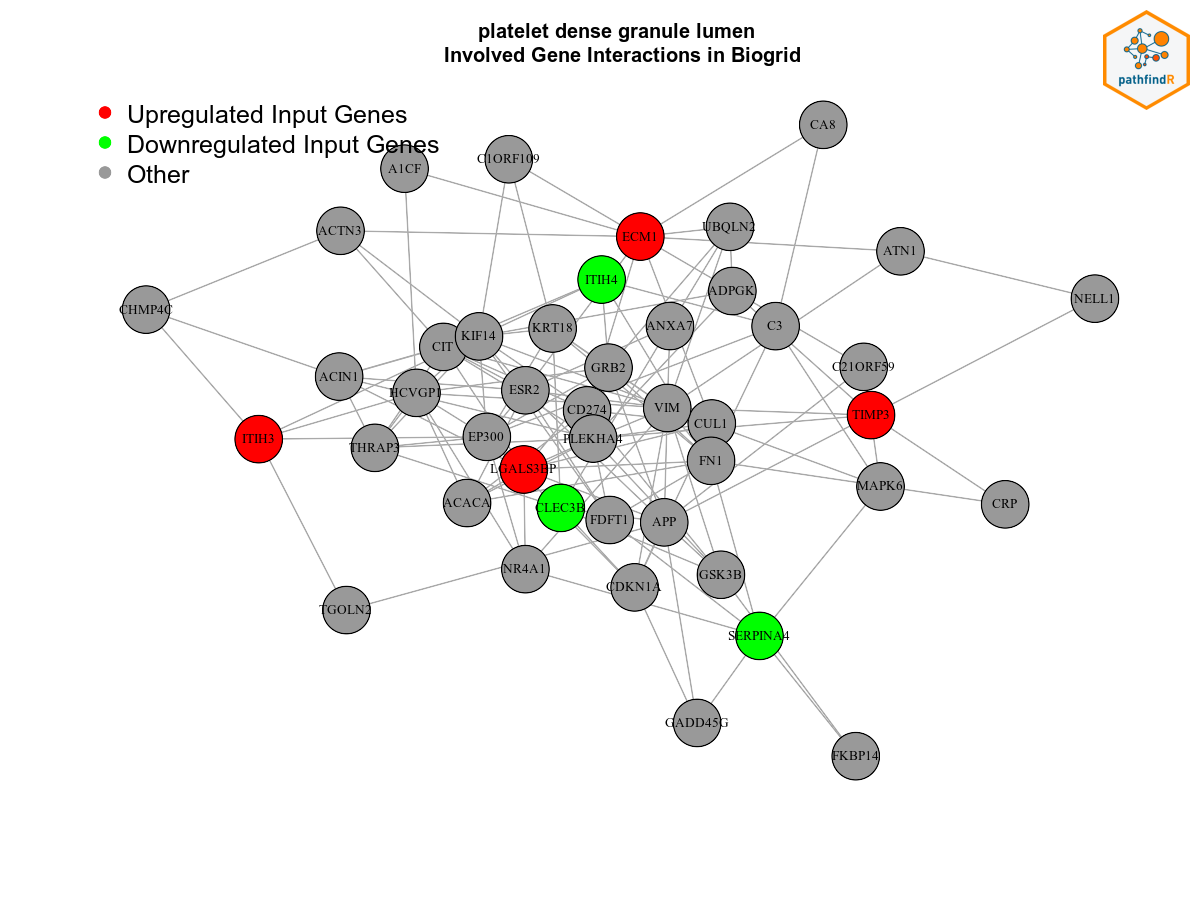 platelet dense granule lumen
Involved Gene Interactions in Biogrid
pathfindR
Upregulated Input Genes
Downregulated Input Genes
Other
CA8
C1ORF109
A1CF
UBQLN2
ACTN3
ECM1
ATN1
ITIH4
ADPGK
NELL1
CHMP4C
ANXA7
C3
KRT18
KIF14
CIT
C21ORF59
GRB2
ACIN1
ESR2
HCVGP1
CD274
VIM
TIMP3
CUL1
ITIH3
EP300
PLEKHA4
THRAP3
FN1
LGALS3BP
MAPK6
ACACA
CRP
CLEC3B
FDFT1
APP
NR4A1
GSK3B
CDKN1A
TGOLN2
SERPINA4
GADD45G
FKBP14